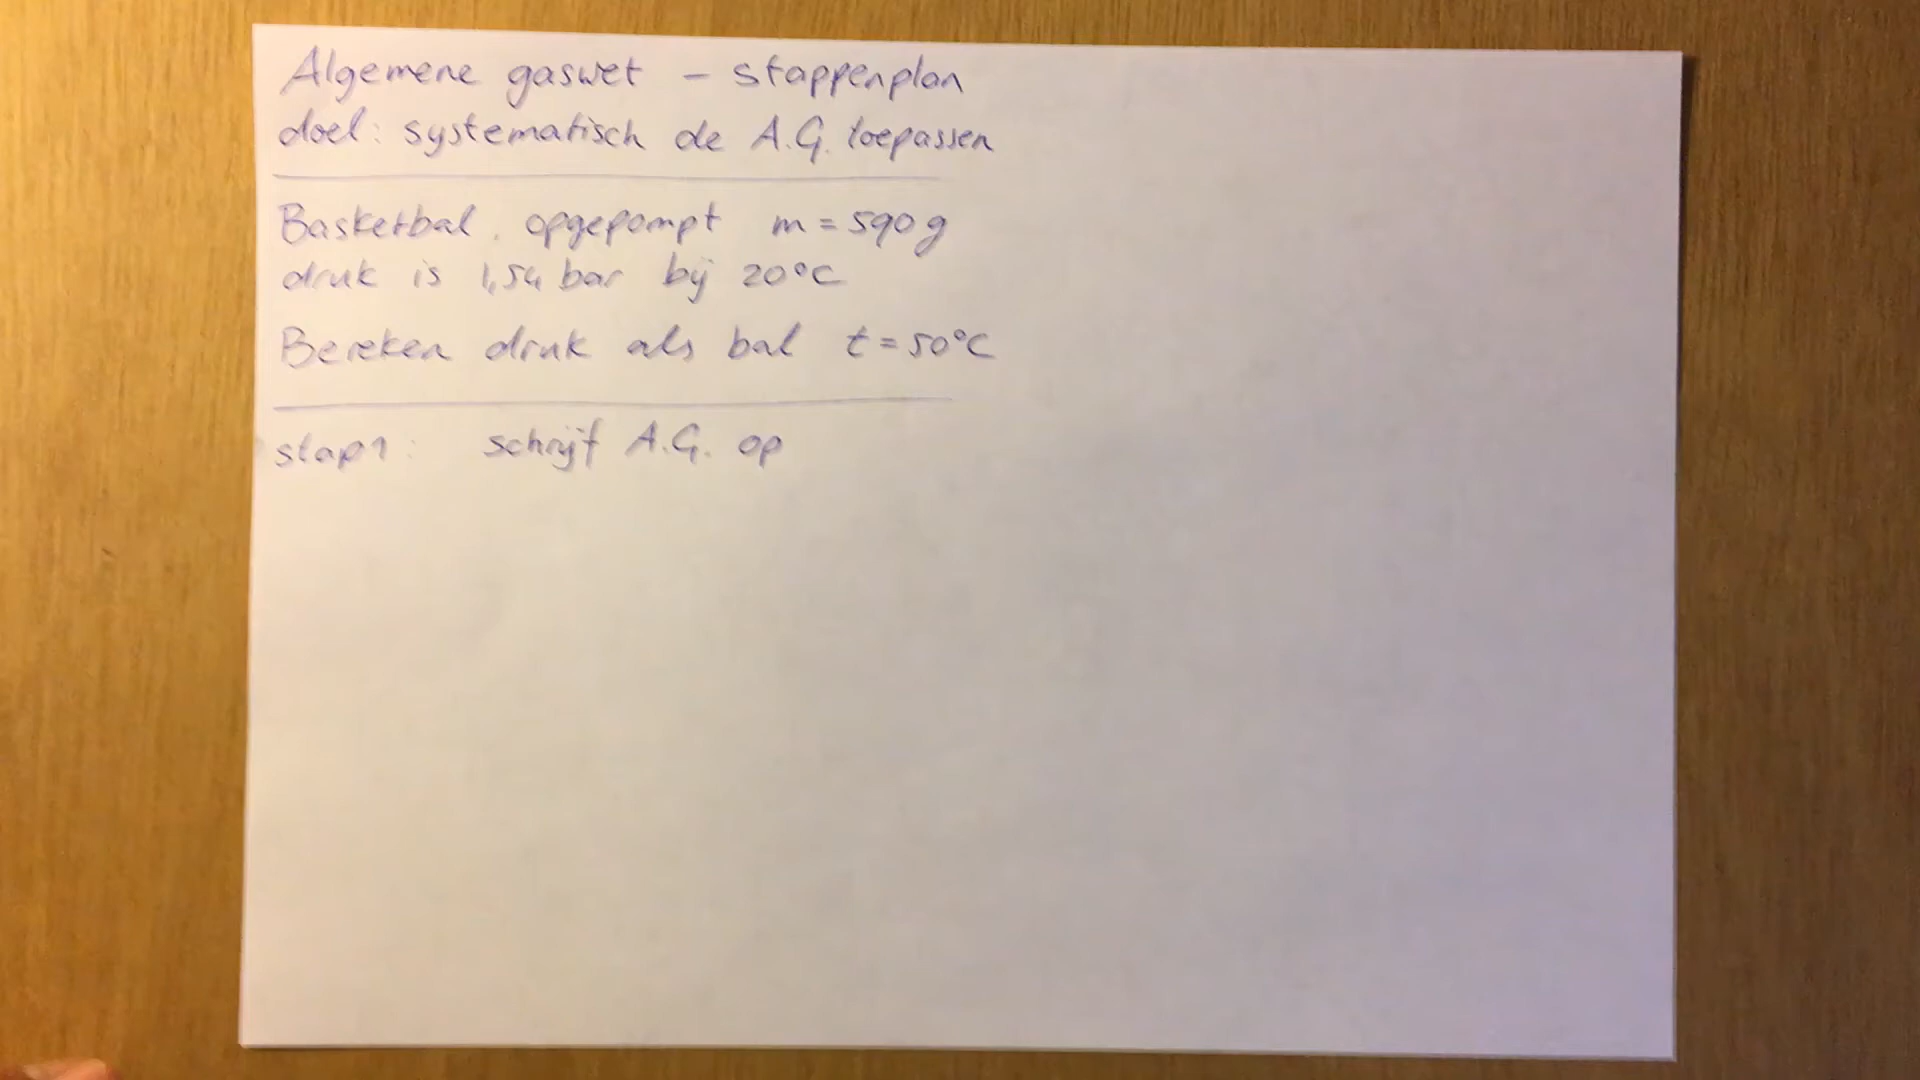 Algemene gaswet - stappenplan
doel: systematisch de A.G. toepassen
Basketbal. opgepompt m = 590 g
druk is 1,54 bar bij 20°C
Bereken druk als bal t = 50°C
stap 1: schrijf A.G. op